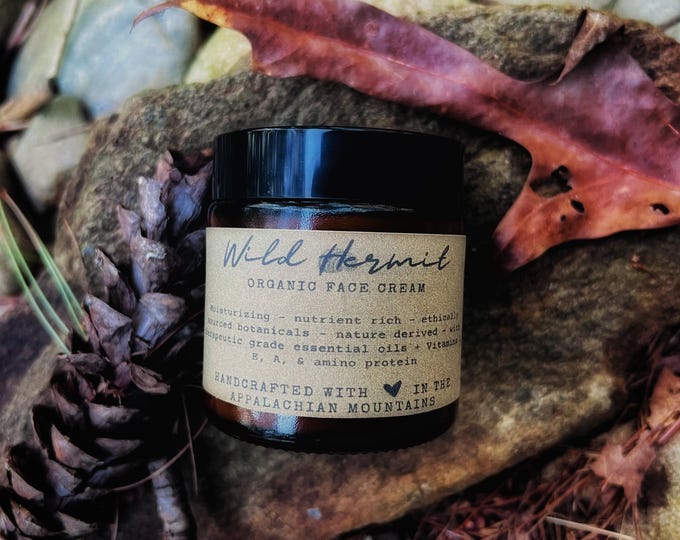 Wild Hermit
ORGANIC FACE CREAM
Moisturizing - nutrient rich - ethically
sourced botanicals - nature derived - with
therapeutic grade essential oils + Vitamins
E, A, & amino protein
HANDCRAFTED WITH ♥ IN THE
APPALACHIAN MOUNTAINS